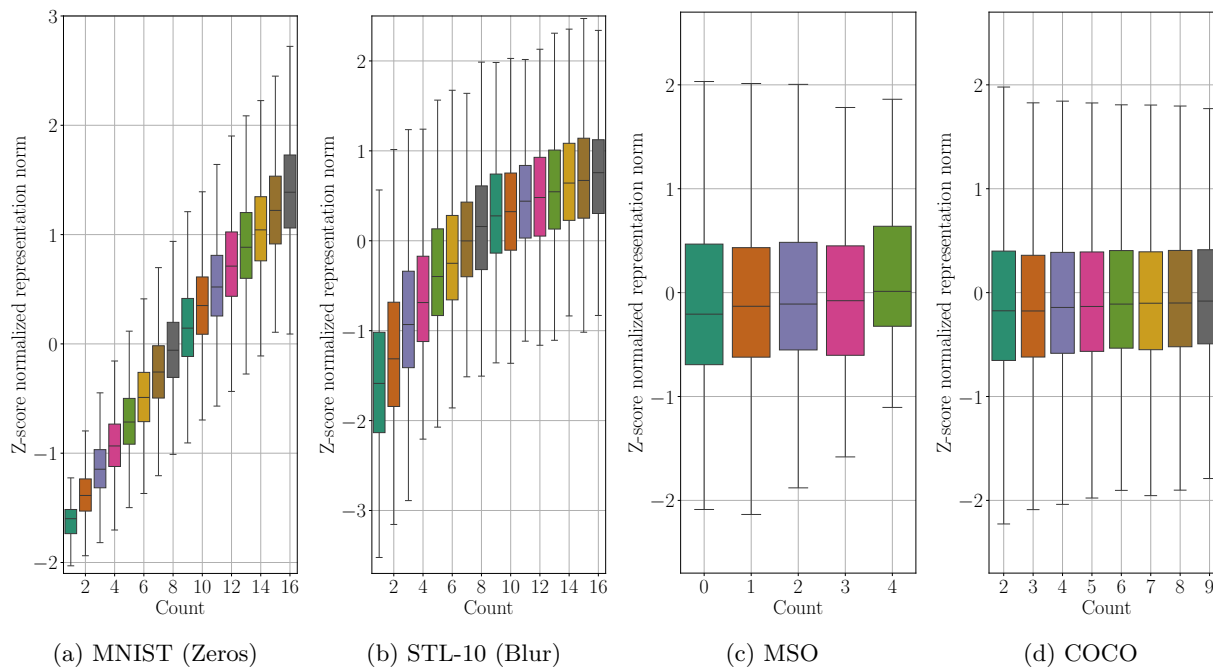 Z-score normalized representation norm
3
2
1
0
−1
−2
2 4 6 8 10 12 14 16
Count
(a) MNIST (Zeros)
Z-score normalized representation norm
2
1
0
−1
−2
−3
2 4 6 8 10 12 14 16
Count
(b) STL-10 (Blur)
Z-score normalized representation norm
2
1
0
−1
−2
0 1 2 3 4
Count
(c) MSO
Z-score normalized representation norm
2
1
0
−1
−2
2 3 4 5 6 7 8 9
Count
(d) COCO